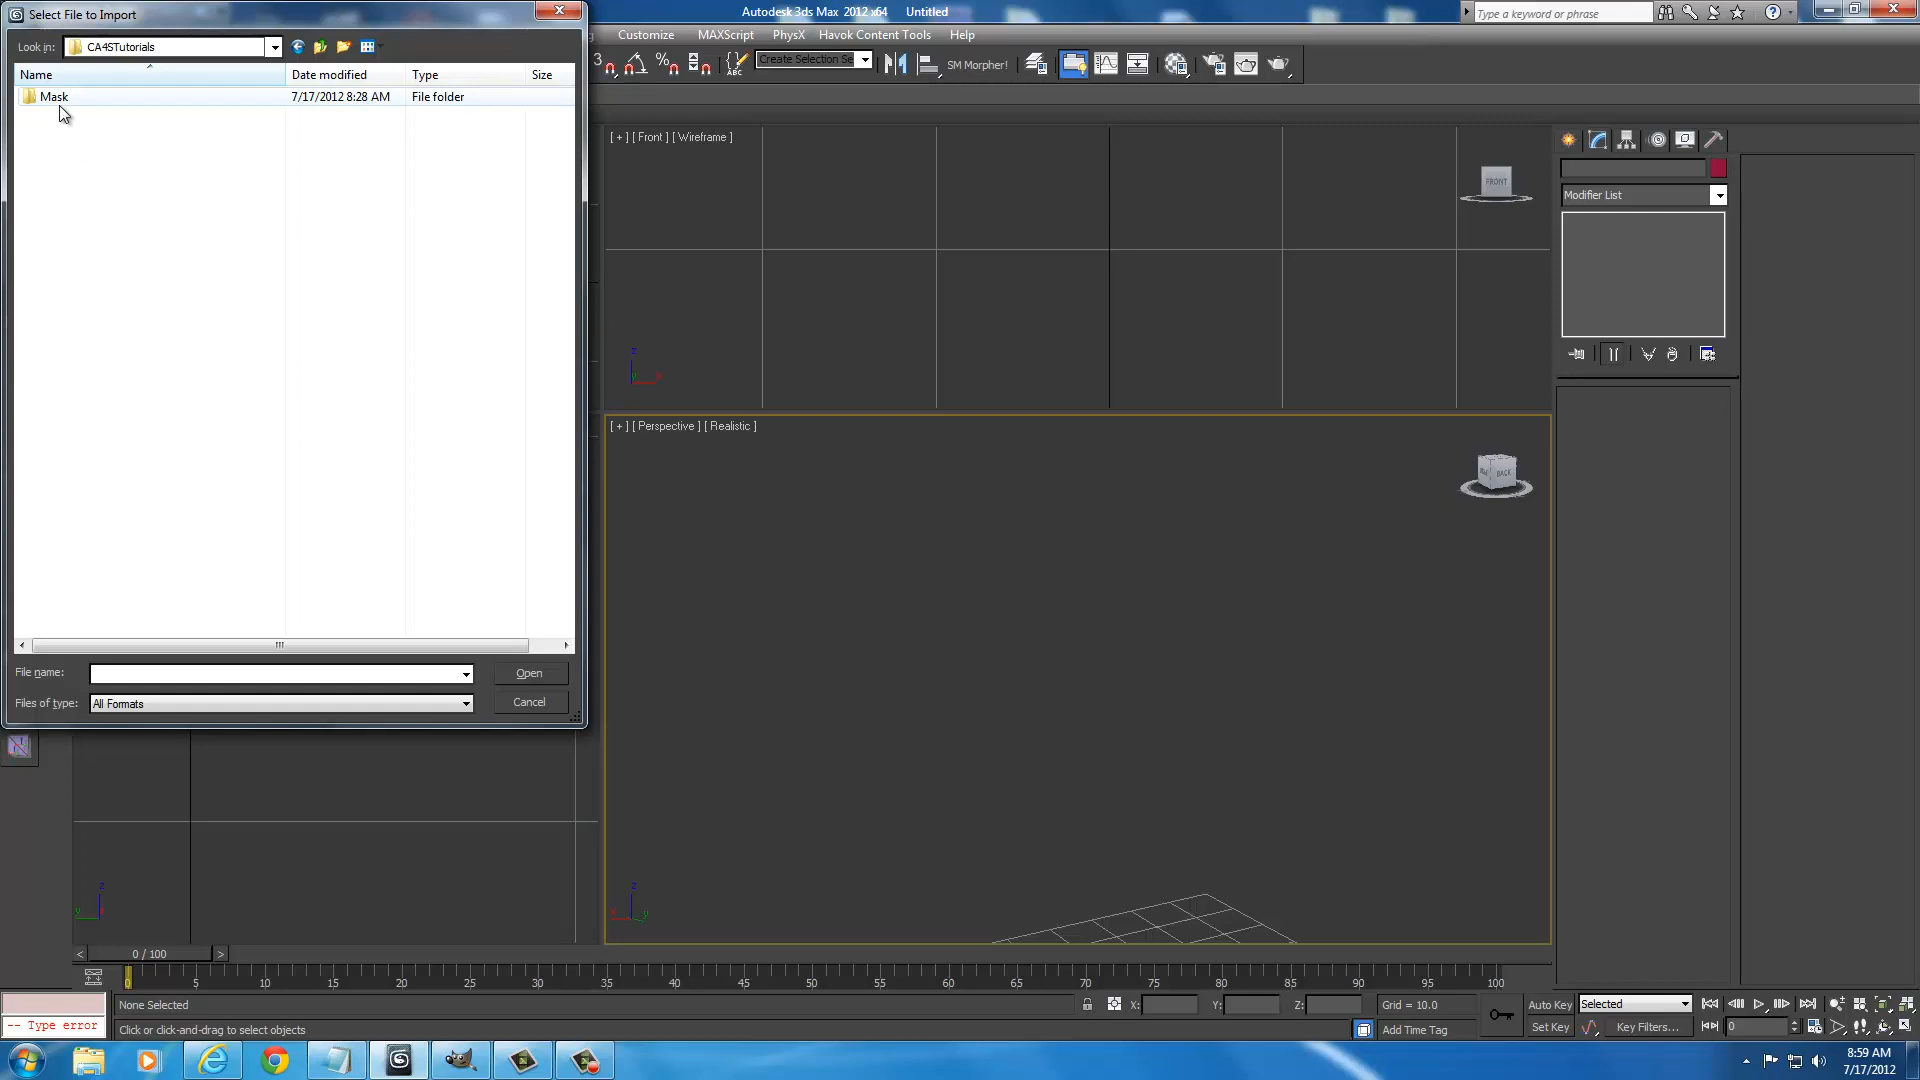 Select File to Import
Autodesk 3ds Max 2012 x64 Untitled
Type a keyword or phrase
Look in: CA4STutorials
Customize MAXScript PhysX Havok Content Tools Help
3 Create Selection Se SM Morpher!
ABC
Name Date modified Type Size
Mask 7/17/2012 8:28 AM File folder
[ + ] [ Front ] [ Wireframe ]
FRONT
Modifier List
z
y x
[ + ] [ Perspective ] [ Realistic ]
BACK
File name: Open
Files of type: All Formats Cancel
z
y
z
x y
< 0 / 100 >
0 5 10 15 20 25 30 35 40 45 50 55 60 65 70 75 80 85 90 95 100
None Selected X: Y: Z: Grid = 10.0 Auto Key Selected
-- Type error Click or click-and-drag to select objects Add Time Tag Set Key Key Filters... 0
8:59 AM
7/17/2012